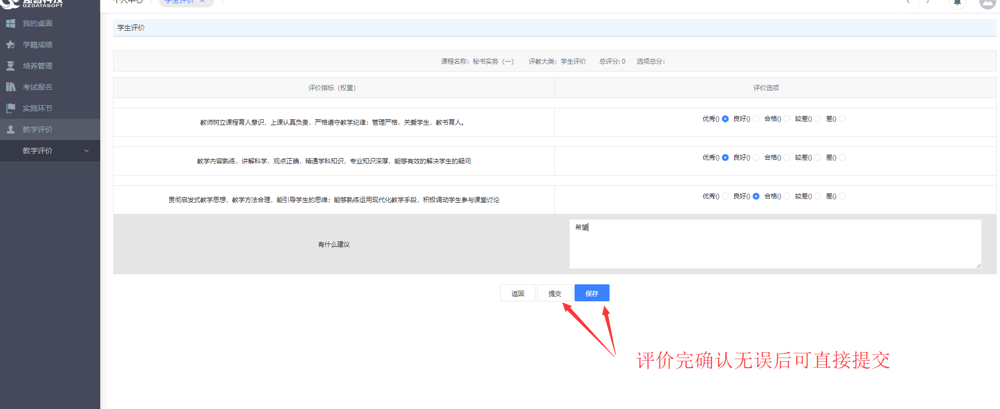 强智科技
QZDATASOFT
个人中心
学生评价 ×
我的桌面
学籍成绩
培养管理
考试报名
实践环节
教学评价
教学评价
学生评价
课程名称：秘书实务（一） 评教大类：学生评价 总评分: 0 选项总分：
评价指标（权重） 评价选项
教师树立课程育人意识，上课认真负责，严格遵守教学纪律；管理严格，关爱学生，教书育人。 优秀() 良好() 合格() 较差() 差()
教学内容熟练，讲解科学，观点正确，精通学科知识，专业知识深厚，能够有效的解决学生的疑问 优秀() 良好() 合格() 较差() 差()
贯彻启发式教学思想，教学方法合理，能引导学生的思维；能够熟练运用现代化教学手段，积极调动学生参与课堂讨论 优秀() 良好() 合格() 较差() 差()
有什么建议 希望
返回 提交 保存
评价完确认无误后可直接提交